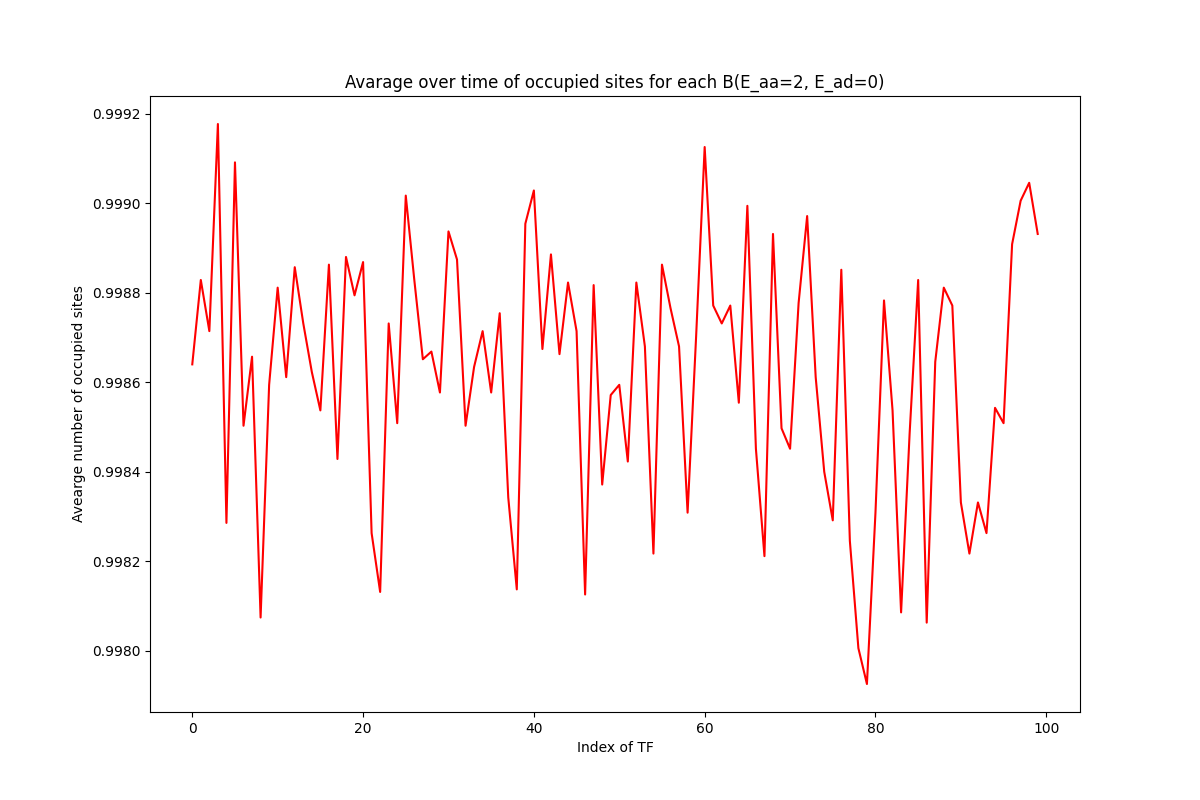 Avarage over time of occupied sites for each B(E_aa=2, E_ad=0)
0.9992
0.9990
0.9988
0.9986
0.9984
0.9982
0.9980
Avearge number of occupied sites
0 20 40 60 80 100
Index of TF